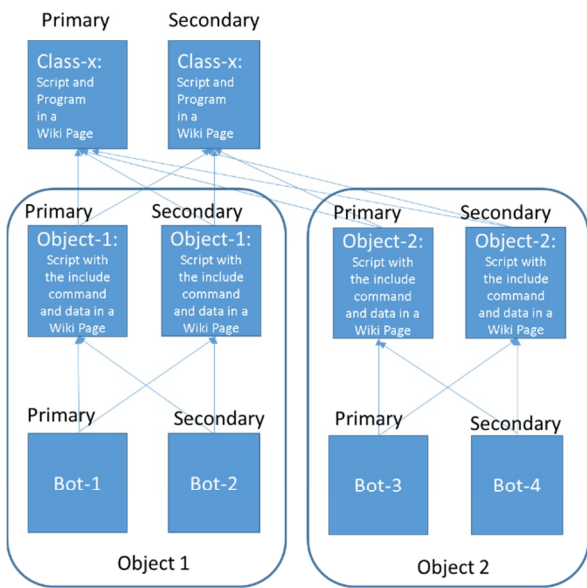 Primary
Secondary
Class-x:
Script and
Program
in a
Wiki Page
Class-x:
Script and
Program
in a
Wiki Page
Primary
Secondary
Object-1:
Script with
the include
command
and data in a
Wiki Page
Object-1:
Script with
the include
command
and data in a
Wiki Page
Primary
Secondary
Bot-1
Bot-2
Object 1
Primary
Secondary
Object-2:
Script with
the include
command
and data in a
Wiki Page
Object-2:
Script with
the include
command
and data in a
Wiki Page
Primary
Secondary
Bot-3
Bot-4
Object 2